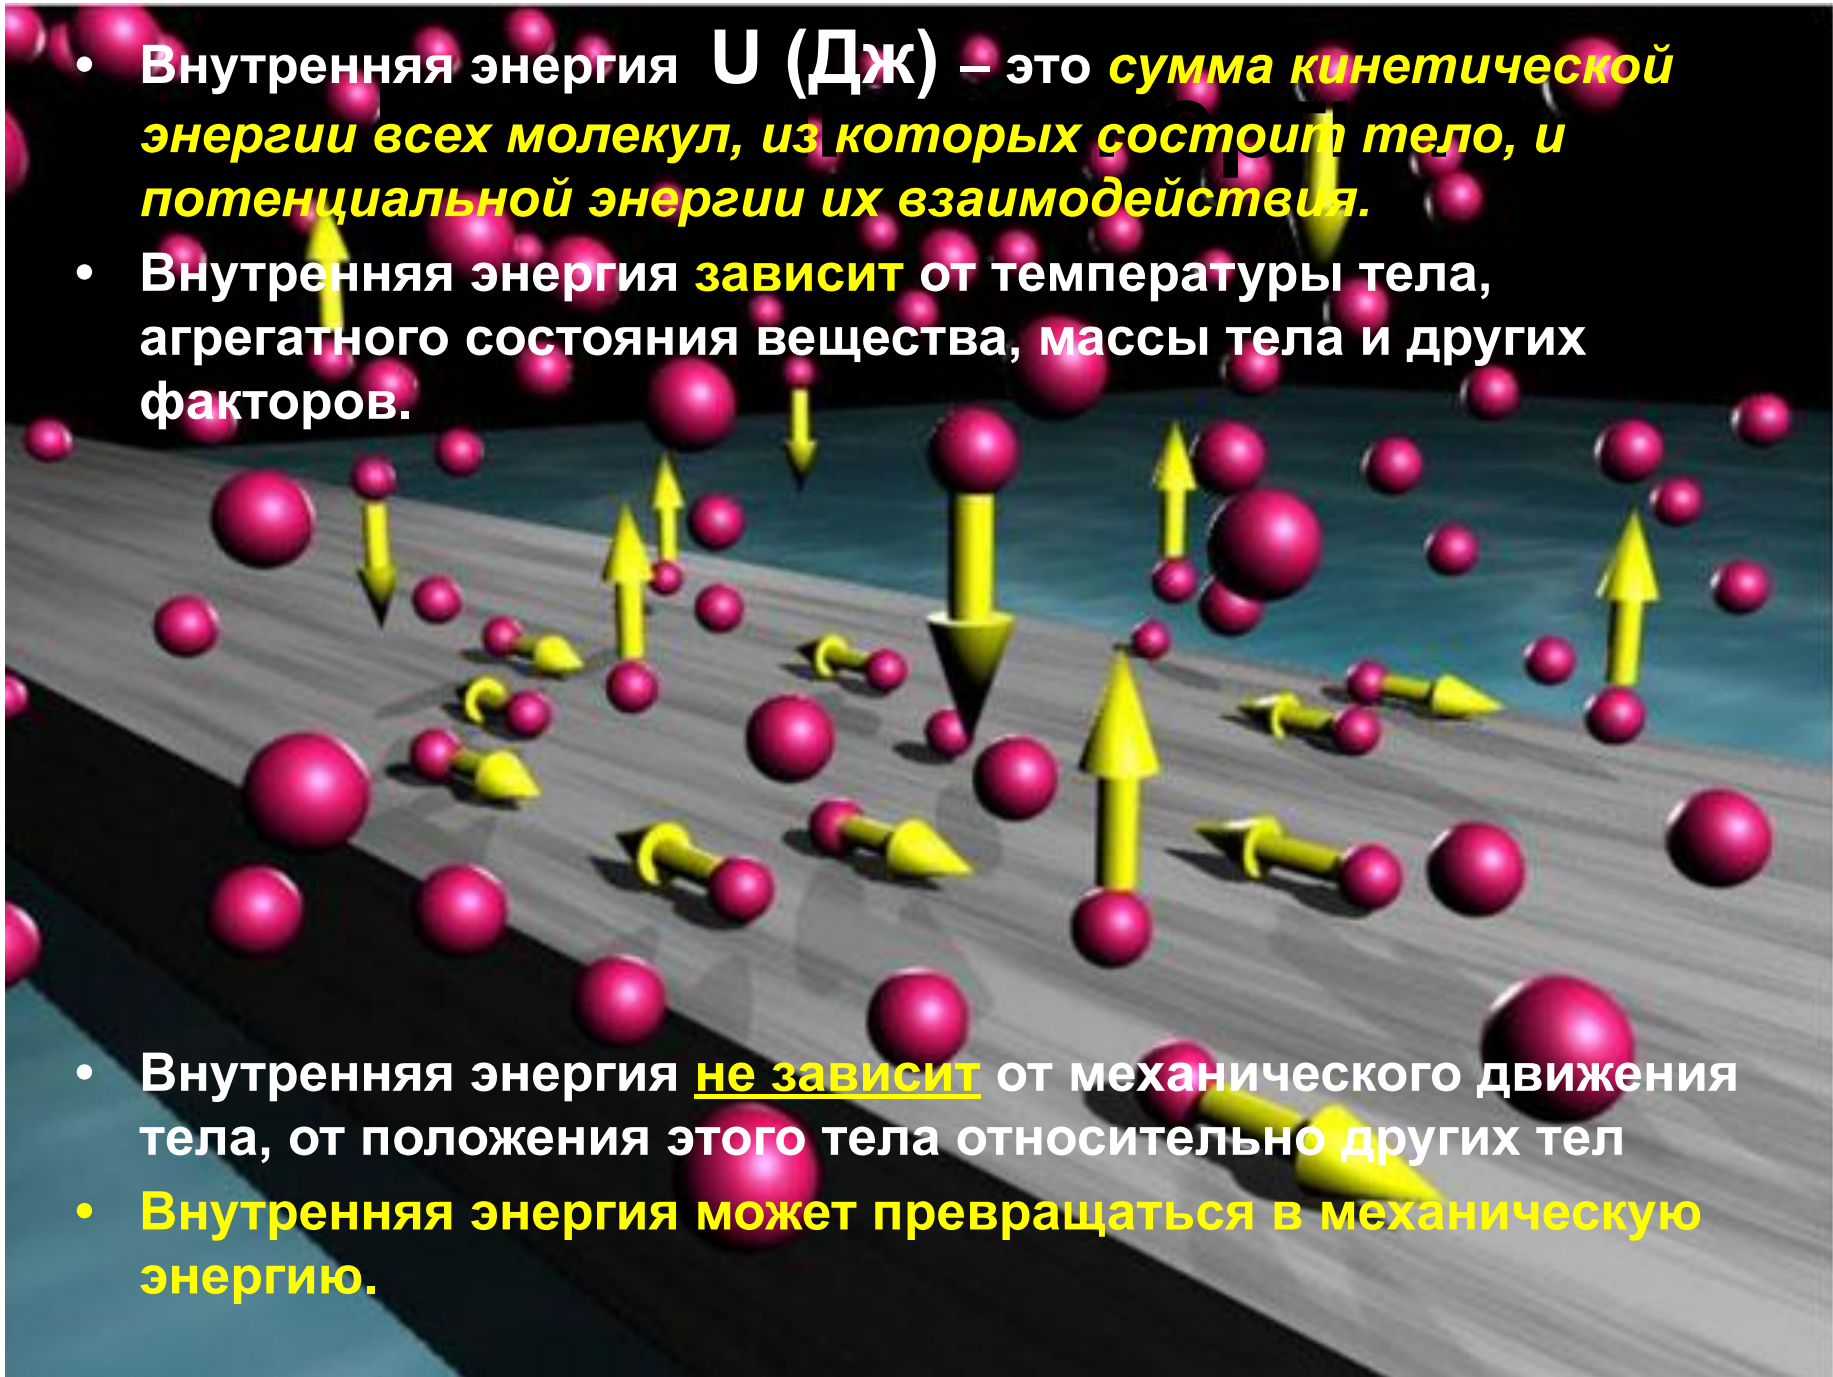 • Внутренняя энергия U (Дж) – это сумма кинетической
энергии всех молекул, из которых состоит тело, и
потенциальной энергии их взаимодействия.
• Внутренняя энергия зависит от температуры тела,
агрегатного состояния вещества, массы тела и других
факторов.
• Внутренняя энергия не зависит от механического движения
тела, от положения этого тела относительно других тел
• Внутренняя энергия может превращаться в механическую
энергию.